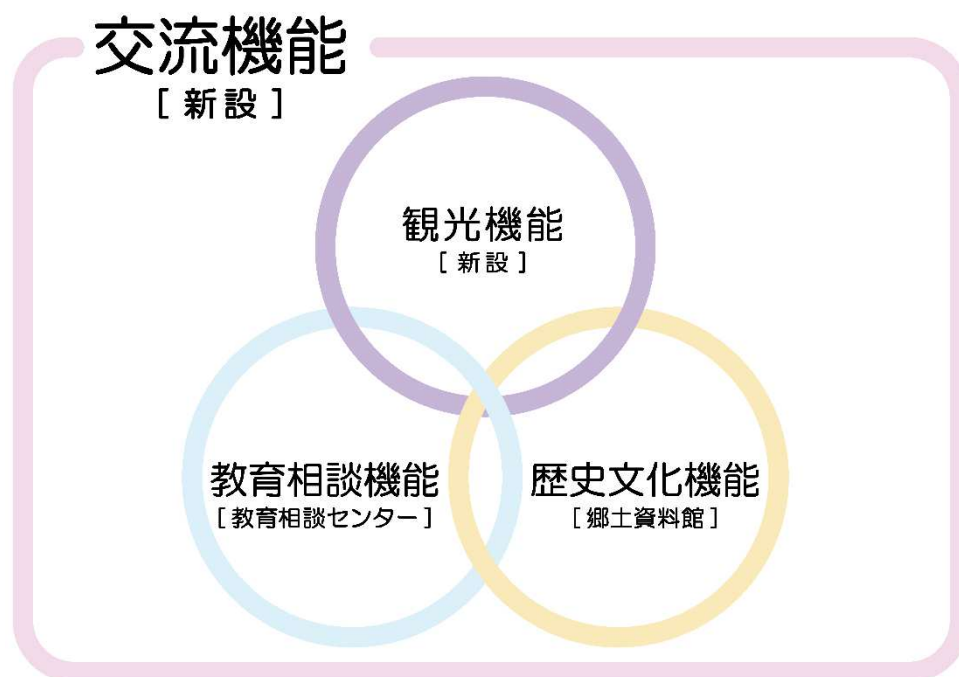 交流機能
[ 新設 ]
観光機能
[ 新設 ]
教育相談機能
[ 教育相談センター ]
歴史文化機能
[ 郷土資料館 ]